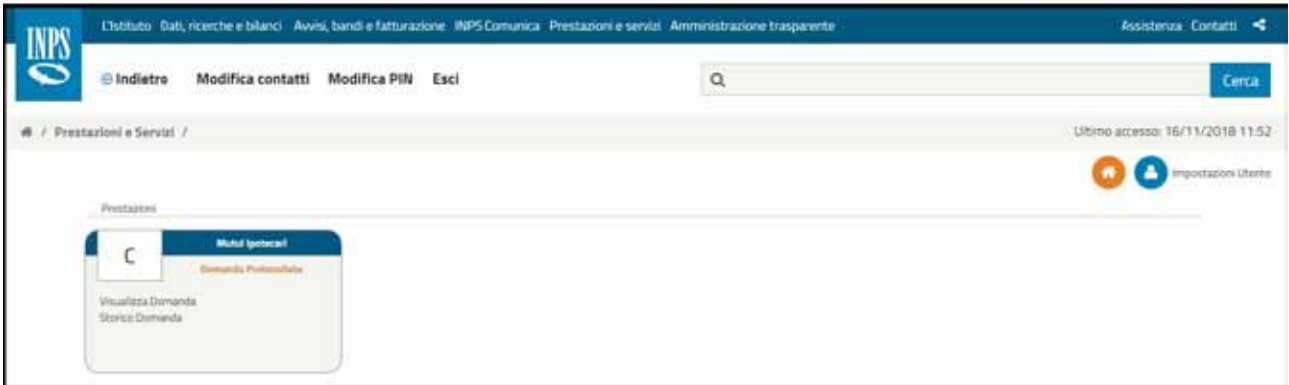 INPS
L'Istituto Dati, ricerche e bilanci Avvisi, bandi e fatturazione INPS Comunica Prestazioni e servizi Amministrazione trasparente
Assistenza Contatti
Indietro Modifica contatti Modifica PIN Esci
Cerca
/ Prestazioni e Servizi /
Ultimo accesso: 16/11/2018 11:52
Impostazioni Utente
Prestazioni
C
Mutui Ipotecari
Domanda Protocollata
Visualizza Domanda
Storico Domanda